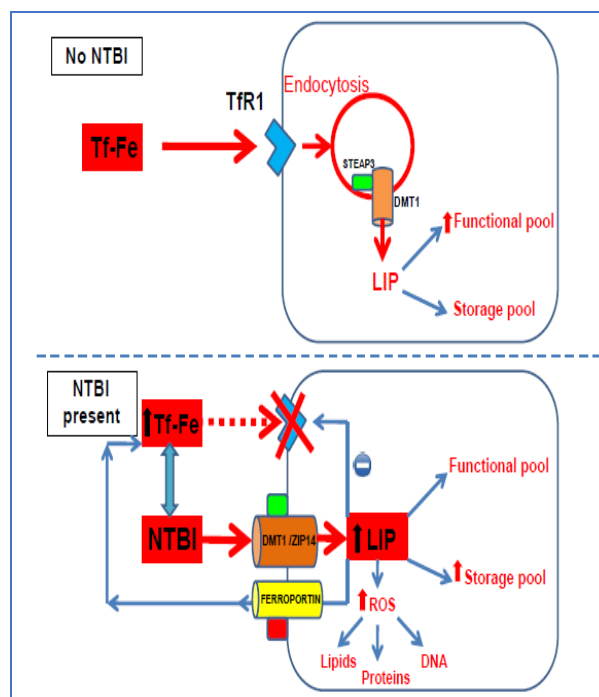 No NTBI
Endocytosis
TfR1
Tf-Fe
STEAP3
DMT1
Functional pool
LIP
Storage pool
NTBI
present
Tf-Fe
Functional pool
NTBI
DMT1 /ZIP14
LIP
Storage pool
FERROPORTIN
ROS
Lipids
DNA
Proteins